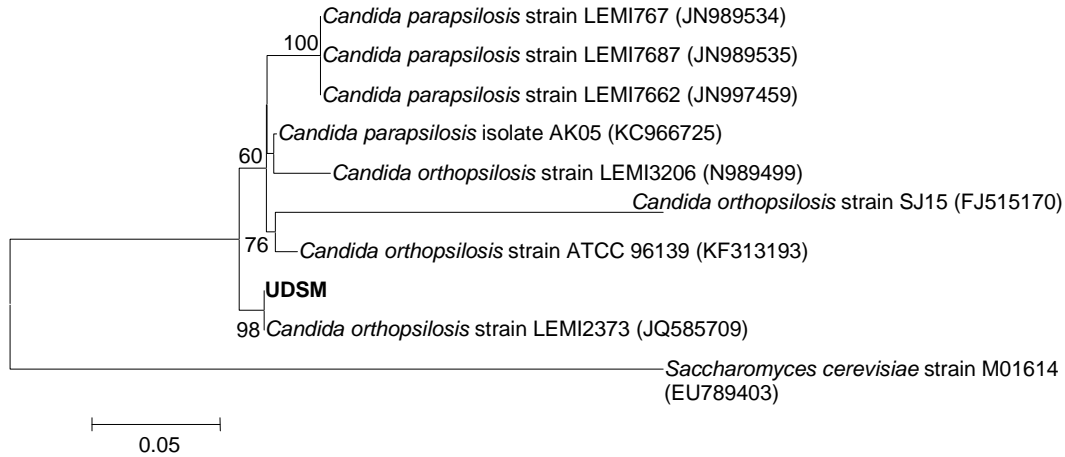 Candida parapsilosis strain LEMI767 (JN989534)
100
Candida parapsilosis strain LEMI7687 (JN989535)
Candida parapsilosis strain LEMI7662 (JN997459)
Candida parapsilosis isolate AK05 (KC966725)
60
Candida orthopsilosis strain LEMI3206 (N989499)
Candida orthopsilosis strain SJ15 (FJ515170)
76
Candida orthopsilosis strain ATCC 96139 (KF313193)
UDSM
98
Candida orthopsilosis strain LEMI2373 (JQ585709)
Saccharomyces cerevisiae strain M01614
(EU789403)
0.05